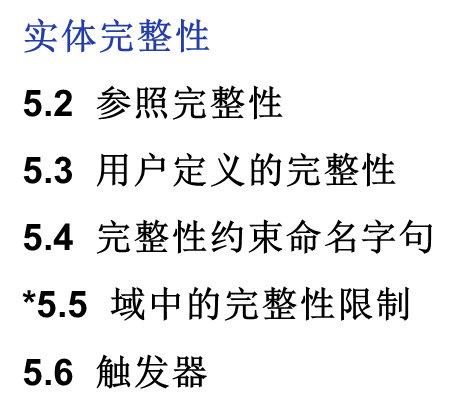 实体完整性
5.2 参照完整性
5.3 用户定义的完整性
5.4 完整性约束命名字句
*5.5 域中的完整性限制
5.6 触发器